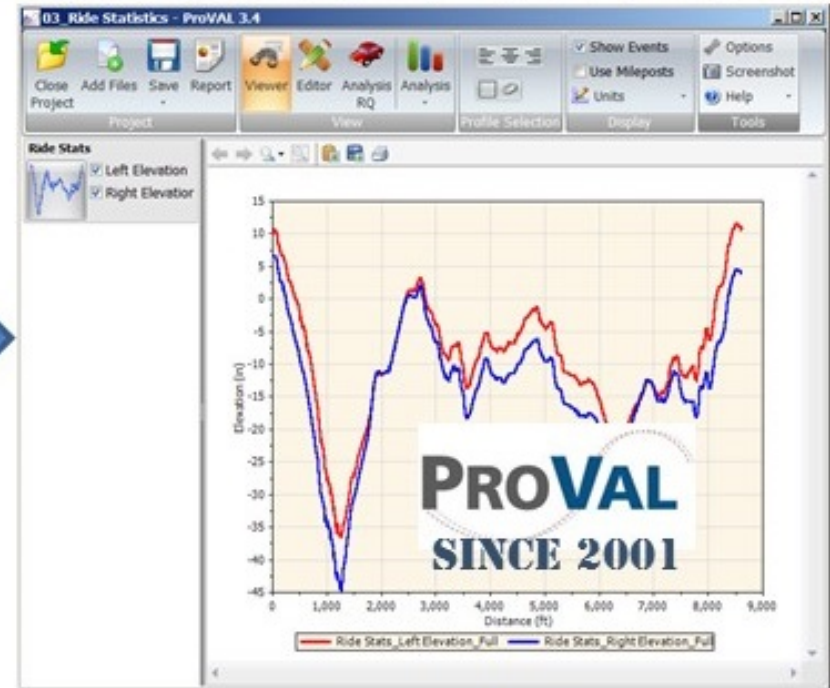 03_Ride Statistics - ProVAL 3.4
Close Project
Add Files
Save
Report
Viewer
Editor
Analysis RQ
Analysis
Show Events
Use Mileposts
Units
Options
Screenshot
Help
Project
View
Profile Selection
Display
Tools
Ride Stats
Left Elevation
Right Elevatior
15
10
5
0
-5
-10
-15
-20
-25
-30
-35
-40
-45
Elevation (in)
0 1,000 2,000 3,000 4,000 5,000 6,000 7,000 8,000 9,000
Distance (ft)
Ride Stats_Left Elevation_Full Ride Stats_Right Elevation_Full
PROVAL
SINCE 2001